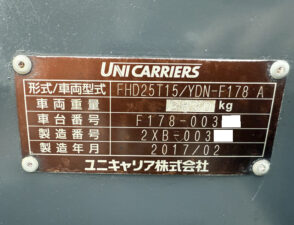 UNICARRIERS
形式/車両型式 FHD25T15/YDN-F178 A
車両重量 kg
車台番号 F178-003
製造番号 2XB-003
製造年月 2017/02
ユニキャリア株式会社